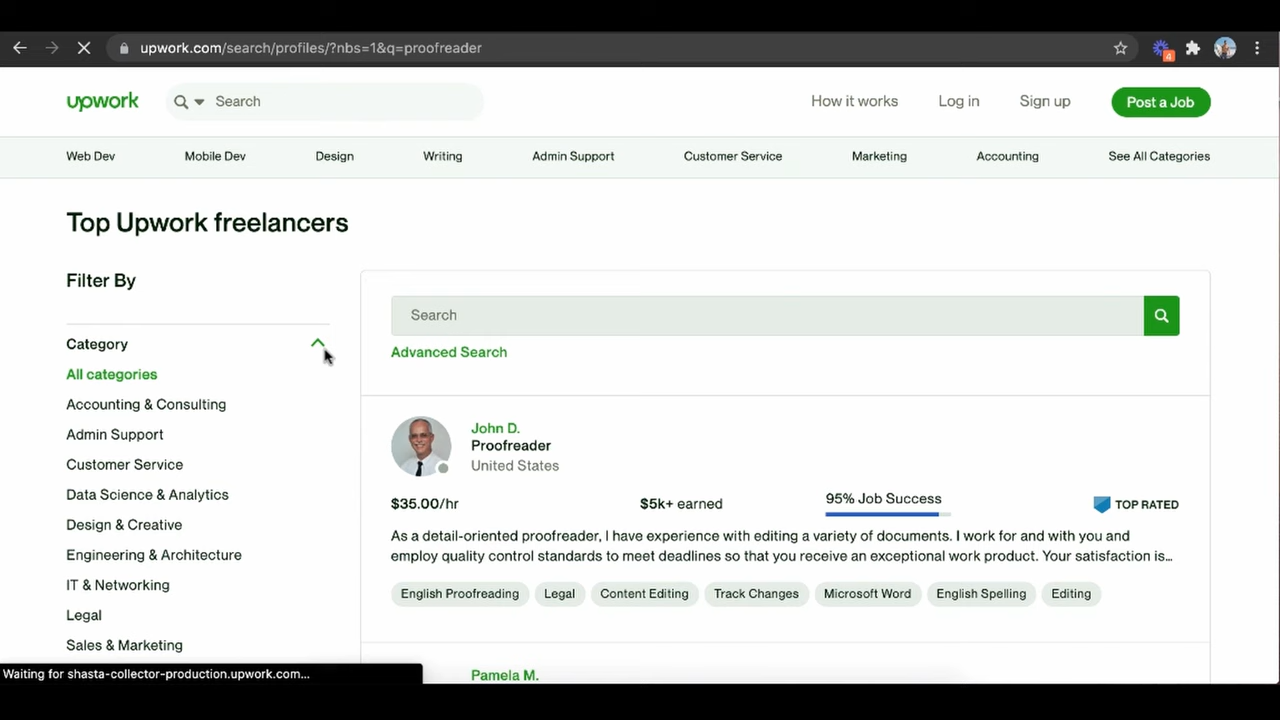 upwork.com/search/profiles/?nbs=1&q=proofreader
4
upwork
Search
How it works
Log in
Sign up
Post a Job
Web Dev
Mobile Dev
Design
Writing
Admin Support
Customer Service
Marketing
Accounting
See All Categories
Top Upwork freelancers
Filter By
Category
All categories
Accounting & Consulting
Admin Support
Customer Service
Data Science & Analytics
Design & Creative
Engineering & Architecture
IT & Networking
Legal
Sales & Marketing
Search
Advanced Search
John D.
Proofreader
United States
$35.00/hr
$5k+ earned
95% Job Success
TOP RATED
As a detail-oriented proofreader, I have experience with editing a variety of documents. I work for and with you and
employ quality control standards to meet deadlines so that you receive an exceptional work product. Your satisfaction is...
English Proofreading
Legal
Content Editing
Track Changes
Microsoft Word
English Spelling
Editing
Pamela M.
Waiting for shasta-collector-production.upwork.com...